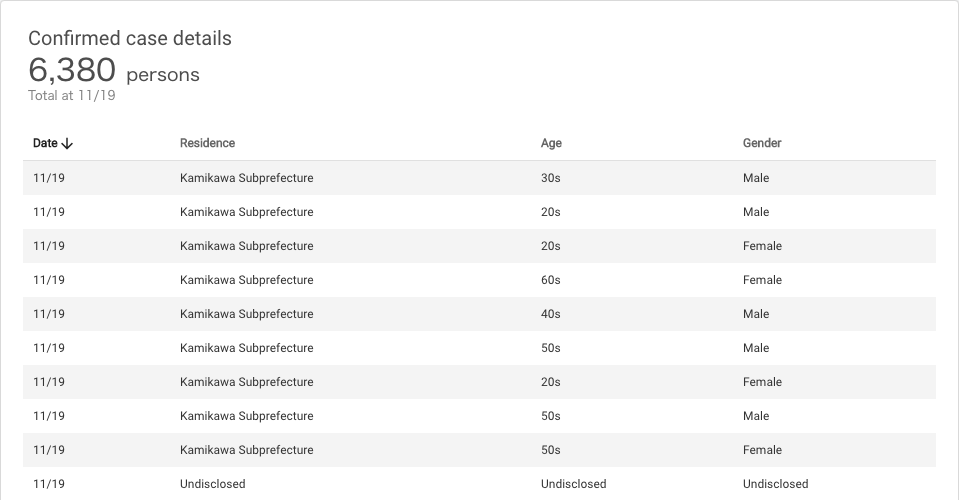 Confirmed case details
6,380 persons
Total at 11/19
Date Residence Age Gender
11/19 Kamikawa Subprefecture 30s Male
11/19 Kamikawa Subprefecture 20s Male
11/19 Kamikawa Subprefecture 20s Female
11/19 Kamikawa Subprefecture 60s Female
11/19 Kamikawa Subprefecture 40s Male
11/19 Kamikawa Subprefecture 50s Male
11/19 Kamikawa Subprefecture 20s Female
11/19 Kamikawa Subprefecture 50s Male
11/19 Kamikawa Subprefecture 50s Female
11/19 Undisclosed Undisclosed Undisclosed